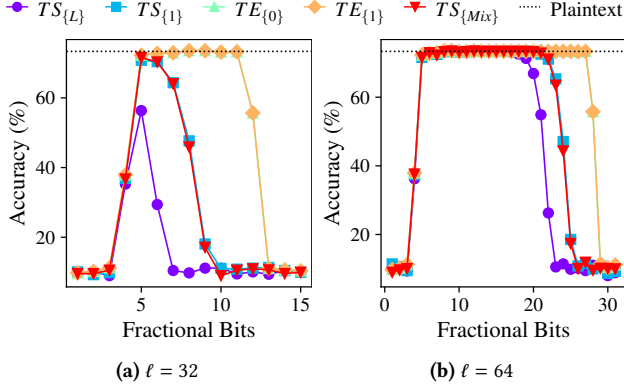 TS{L} TS{1} TE{0} TE{1} TS{Mix} Plaintext
Accuracy (%)
60
40
20
5 10 15
Fractional Bits
(a) ℓ = 32
Accuracy (%)
60
40
20
0 10 20 30
Fractional Bits
(b) ℓ = 64